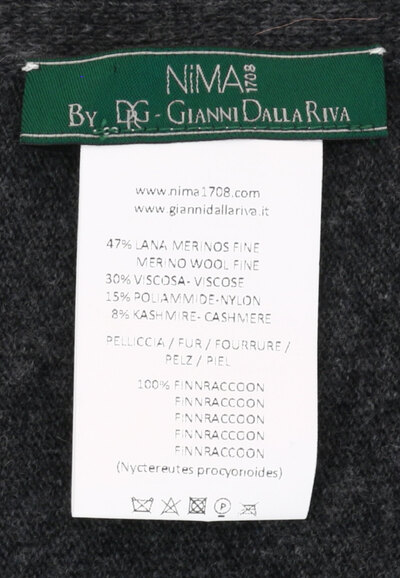 NiMA 1708
By DRG - Gianni Dalla Riva
www.nima1708.com
www.giannidallariva.it
47% LANA MERINOS FINE
MERINO WOOL FINE
30% VISCOSA- VISCOSE
15% POLIAMMIDE-NYLON
8% KASHMIRE- CASHMERE
PELLICCIA / FUR / FOURRURE /
PELZ / PIEL
100% FINNRACCOON
FINNRACCOON
FINNRACCOON
FINNRACCOON
FINNRACCOON
(Nyctereutes procyonoides)
P